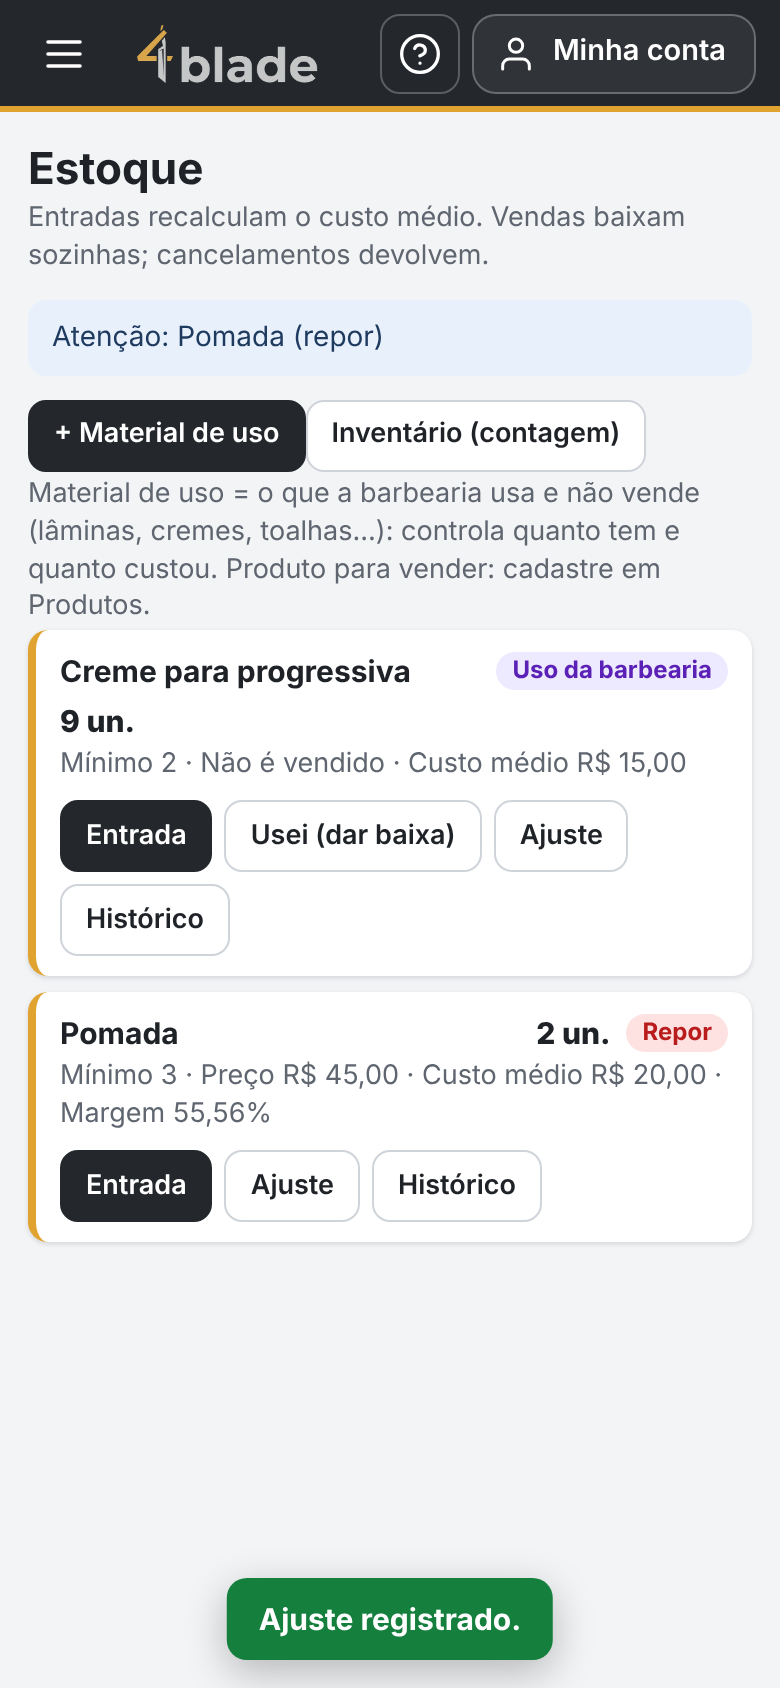 4blade
Minha conta
Estoque
Entradas recalculam o custo médio. Vendas baixam
sozinhas; cancelamentos devolvem.
Atenção: Pomada (repor)
+ Material de uso
Inventário (contagem)
Material de uso = o que a barbearia usa e não vende
(lâminas, cremes, toalhas...): controla quanto tem e
quanto custou. Produto para vender: cadastre em
Produtos.
Creme para progressiva
Uso da barbearia
9 un.
Mínimo 2 · Não é vendido · Custo médio R$ 15,00
Entrada
Usei (dar baixa)
Ajuste
Histórico
Pomada
2 un.
Repor
Mínimo 3 · Preço R$ 45,00 · Custo médio R$ 20,00 ·
Margem 55,56%
Entrada
Ajuste
Histórico
Ajuste registrado.